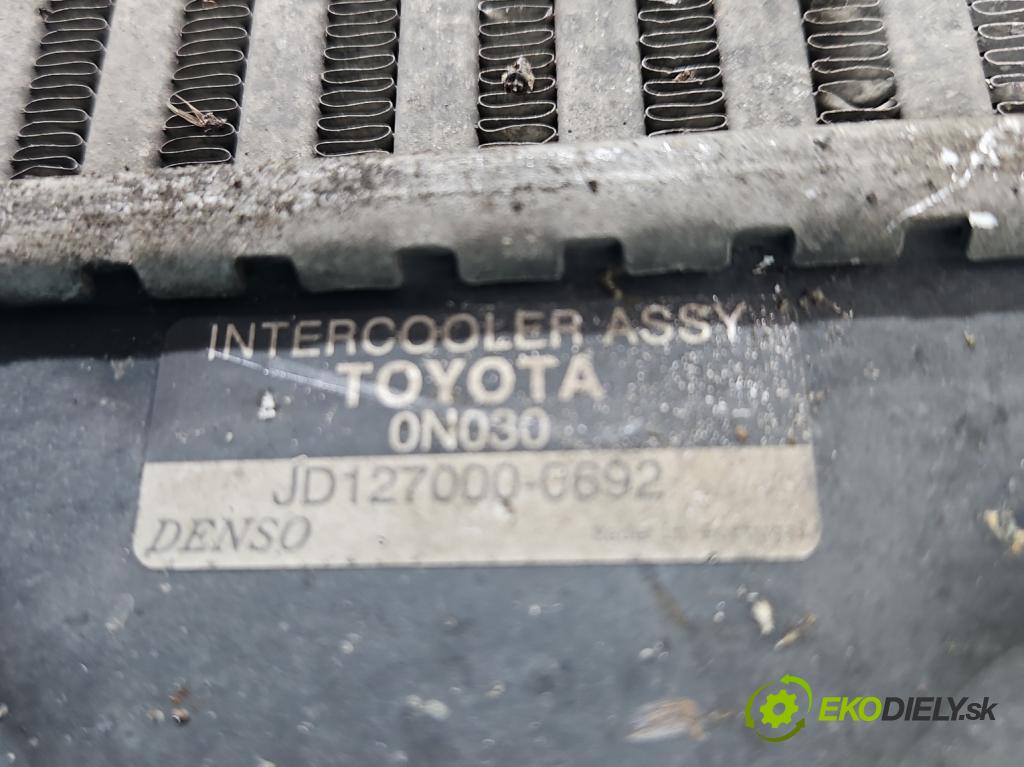 INTERCOOLER ASSY
TOYOTA
0N030
JD127000-0692
DENSO
EKODIELY.sk